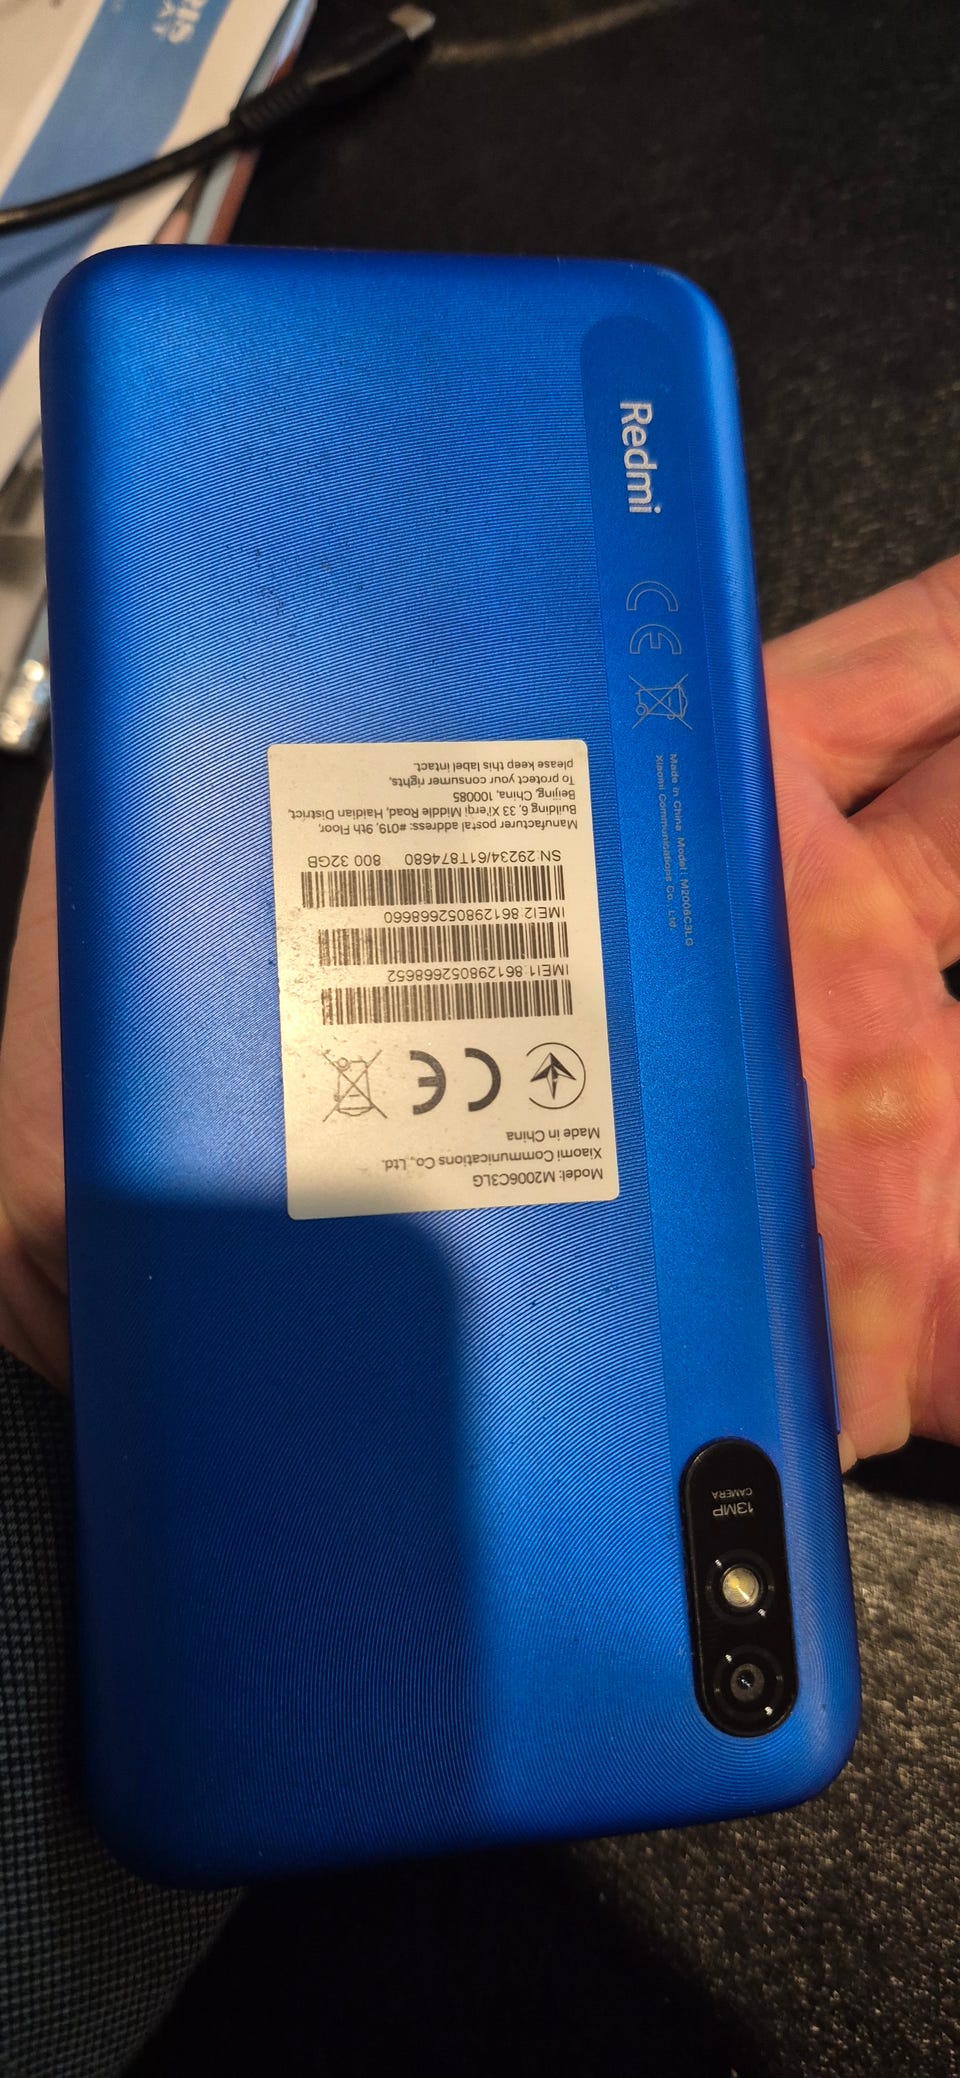 Redmi
CE
Made in China Model: M2006C3LG
Xiaomi Communications Co., Ltd.
Model: M2006C3LG
Xiaomi Communications Co., Ltd.
Made in China
CE
IMEI1: 861298052668652
IMEI2: 861298052668660
SN: 29234/61T874680 800 32GB
Manufacturer postal address: #019, 9th Floor,
Building 6, 33 Xi'erqi Middle Road, Haidian District,
Beijing, China, 100085
To protect your consumer rights,
please keep this label intact.
13MP
CAMERA